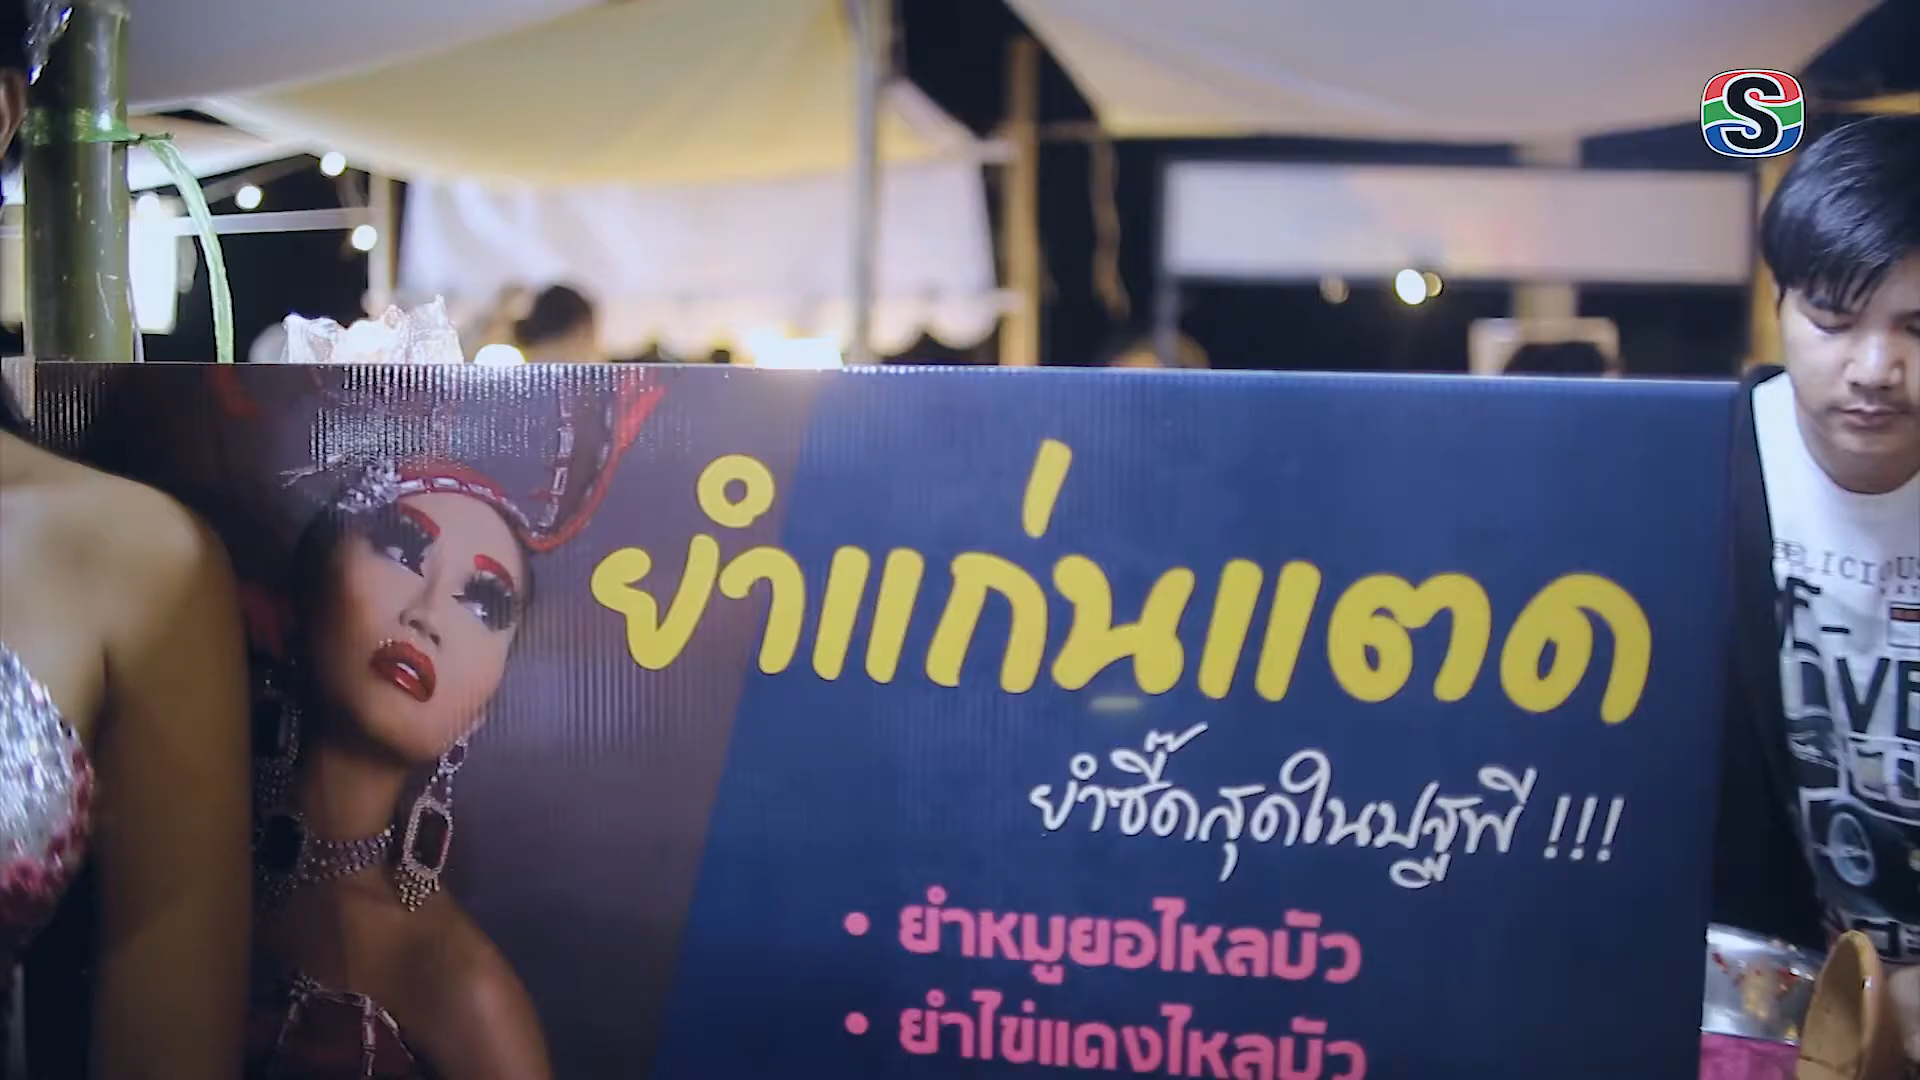 S
ยำแก่นแตด
ยำซี๊ดสุดในปฐพี !!!
• ยำหมูยอไหลบัว
• ยำไข่แดงไหลบัว